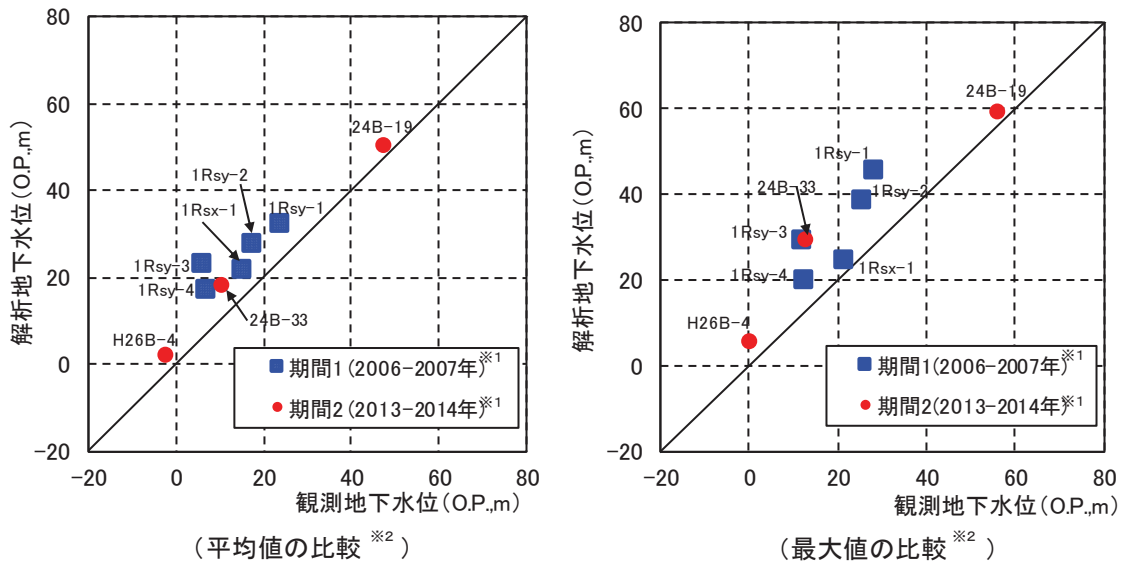 80
60
40
20
0
-20
-20
0
20
40
60
80
解析地下水位(O.P.,m)
観測地下水位(O.P.,m)
24B-19
1Rsy-2
1Rsx-1
1Rsy-1
1Rsy-3
1Rsy-4
24B-33
H26B-4
期間1(2006-2007年)※1
期間2(2013-2014年)※1
(平均値の比較※2)
80
60
40
20
0
-20
-20
0
20
40
60
80
解析地下水位(O.P.,m)
観測地下水位(O.P.,m)
24B-19
1Rsy-1
24B-33
1Rsy-2
1Rsy-3
1Rsy-4
1Rsx-1
H26B-4
期間1(2006-2007年)※1
期間2(2013-2014年)※1
(最大値の比較※2)